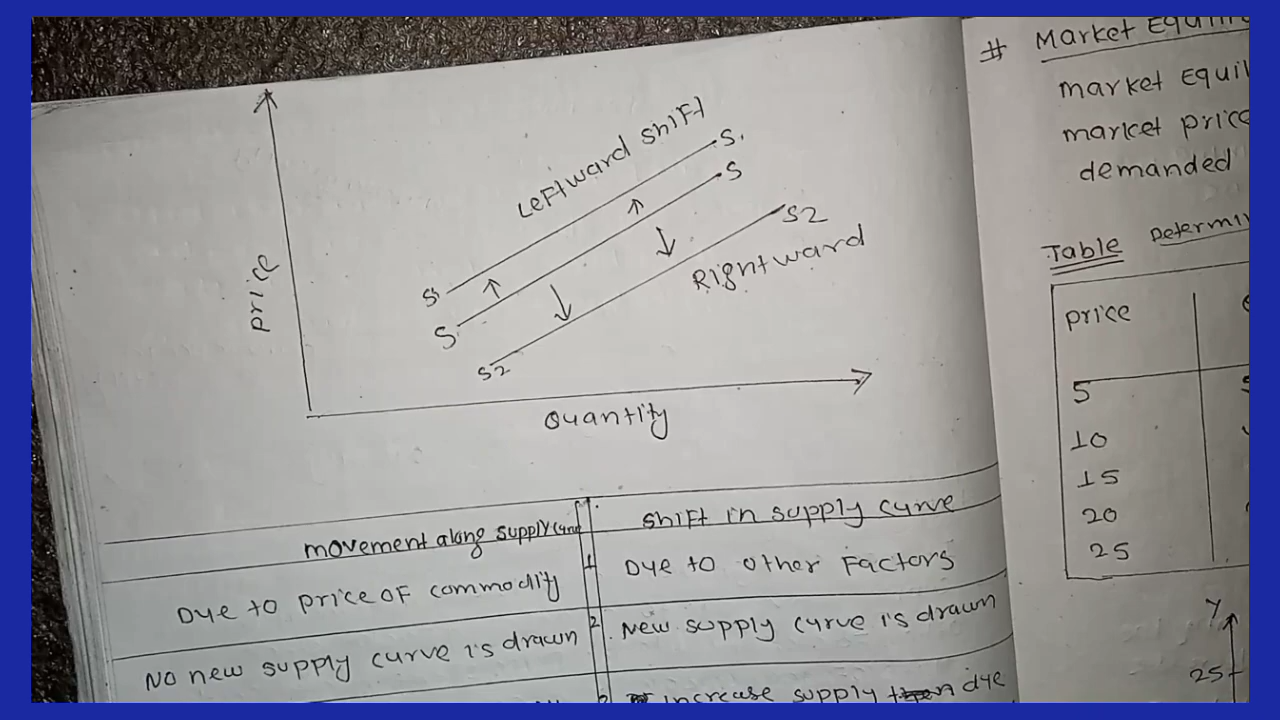 Leftward shift
S1
S
S2
Rightward
S1
S
S2
price
Quantity
movement along supply curve
shift in supply curve
1
Due to price of commodity
Due to other Factors
2
No new supply curve is drawn
New supply curve is drawn
increase supply due
# Market
market
market price
demanded
Table
price
5
10
15
20
25
Y
25